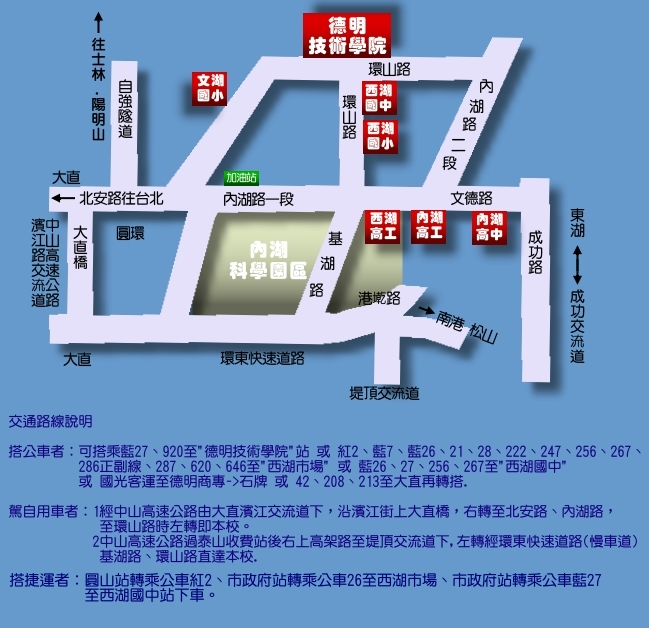 德明
技術學院
往士林．陽明山
自強隧道
文湖
國小
環山路
環山路
西湖
國中
西湖
國小
內湖路二段
大直
北安路往台北
加油站
內湖路一段
文德路
中山高速公路
濱江路交流道
大直橋
圓環
內湖
科學園區
基湖路
西湖
高工
內湖
高工
內湖
高中
成功路
東湖
成功交流道
港墘路
南港 松山
大直
環東快速道路
堤頂交流道
交通路線說明
搭公車者：可搭乘藍27、920至"德明技術學院"站 或 紅2、藍7、藍26、21、28、222、247、256、267、
286正副線、287、620、646至"西湖市場" 或 藍26、27、256、267至"西湖國中"
或 國光客運至德明商專->石牌 或 42、208、213至大直再轉搭.
駕自用車者：1經中山高速公路由大直濱江交流道下，沿濱江街上大直橋，右轉至北安路、內湖路，
至環山路時左轉即本校。
2中山高速公路過泰山收費站後右上高架路至堤頂交流道下,左轉經環東快速道路(慢車道)
基湖路、環山路直達本校.
搭捷運者：圓山站轉乘公車紅2、市政府站轉乘公車26至西湖市場、市政府站轉乘公車藍27
至西湖國中站下車。